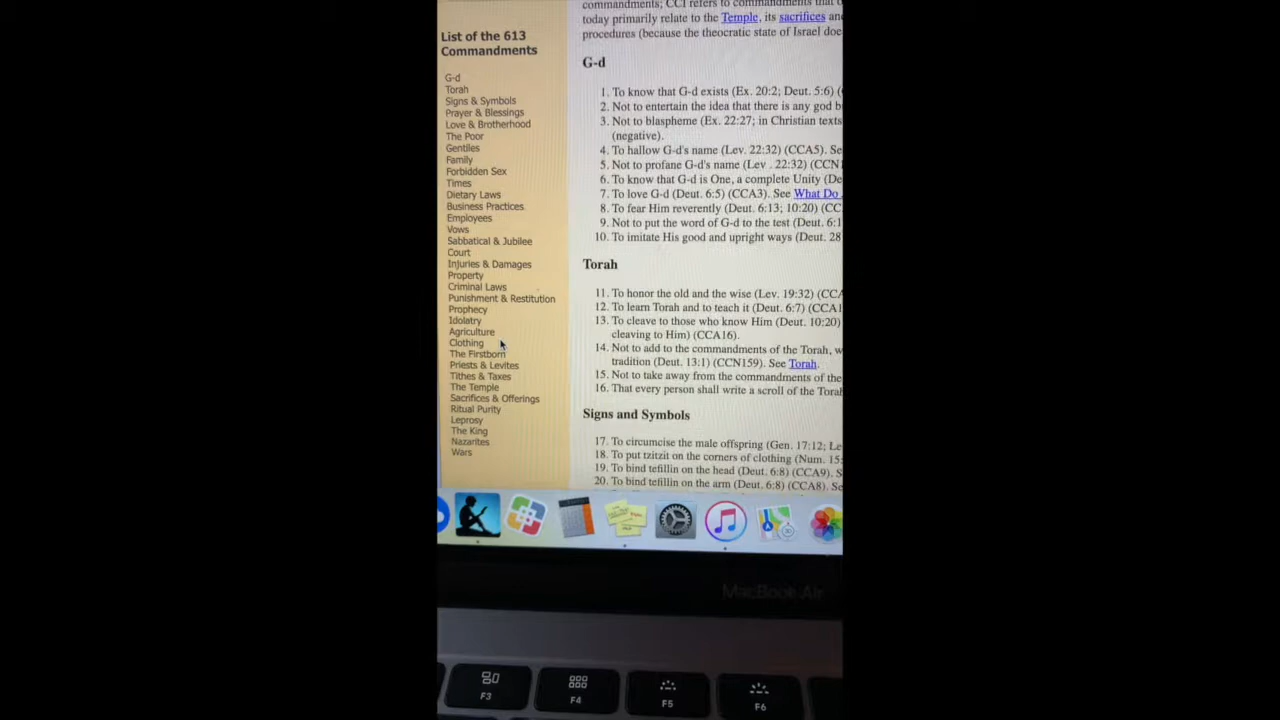 List of the 613
Commandments
G-d
Torah
Signs & Symbols
Prayer & Blessings
Love & Brotherhood
The Poor
Gentiles
Family
Forbidden Sex
Times
Dietary Laws
Business Practices
Employees
Vows
Sabbatical & Jubilee
Court
Injuries & Damages
Property
Criminal Laws
Punishment & Restitution
Prophecy
Idolatry
Agriculture
Clothing
The Firstborn
Priests & Levites
Tithes & Taxes
The Temple
Sacrifices & Offerings
Ritual Purity
Leprosy
The King
Nazarites
Wars
commandments; CCI refers to commandments that
today primarily relate to the Temple, its sacrifices and
procedures (because the theocratic state of Israel doe
G-d
1. To know that G-d exists (Ex. 20:2; Deut. 5:6) (
2. Not to entertain the idea that there is any god b
3. Not to blaspheme (Ex. 22:27; in Christian texts
(negative).
4. To hallow G-d's name (Lev. 22:32) (CCA5). Se
5. Not to profane G-d's name (Lev . 22:32) (CCN
6. To know that G-d is One, a complete Unity (De
7. To love G-d (Deut. 6:5) (CCA3). See What Do
8. To fear Him reverently (Deut. 6:13; 10:20) (CC
9. Not to put the word of G-d to the test (Deut. 6:1
10. To imitate His good and upright ways (Deut. 28
Torah
11. To honor the old and the wise (Lev. 19:32) (CCA
12. To learn Torah and to teach it (Deut. 6:7) (CCA1
13. To cleave to those who know Him (Deut. 10:20)
cleaving to Him) (CCA16).
14. Not to add to the commandments of the Torah, w
tradition (Deut. 13:1) (CCN159). See Torah.
15. Not to take away from the commandments of the
16. That every person shall write a scroll of the Torah
Signs and Symbols
17. To circumcise the male offspring (Gen. 17:12; Le
18. To put tzitzit on the corners of clothing (Num. 15:
19. To bind tefillin on the head (Deut. 6:8) (CCA9). S
20. To bind tefillin on the arm (Deut. 6:8) (CCA8). Se
MacBook Air
F3
F4
F5
F6